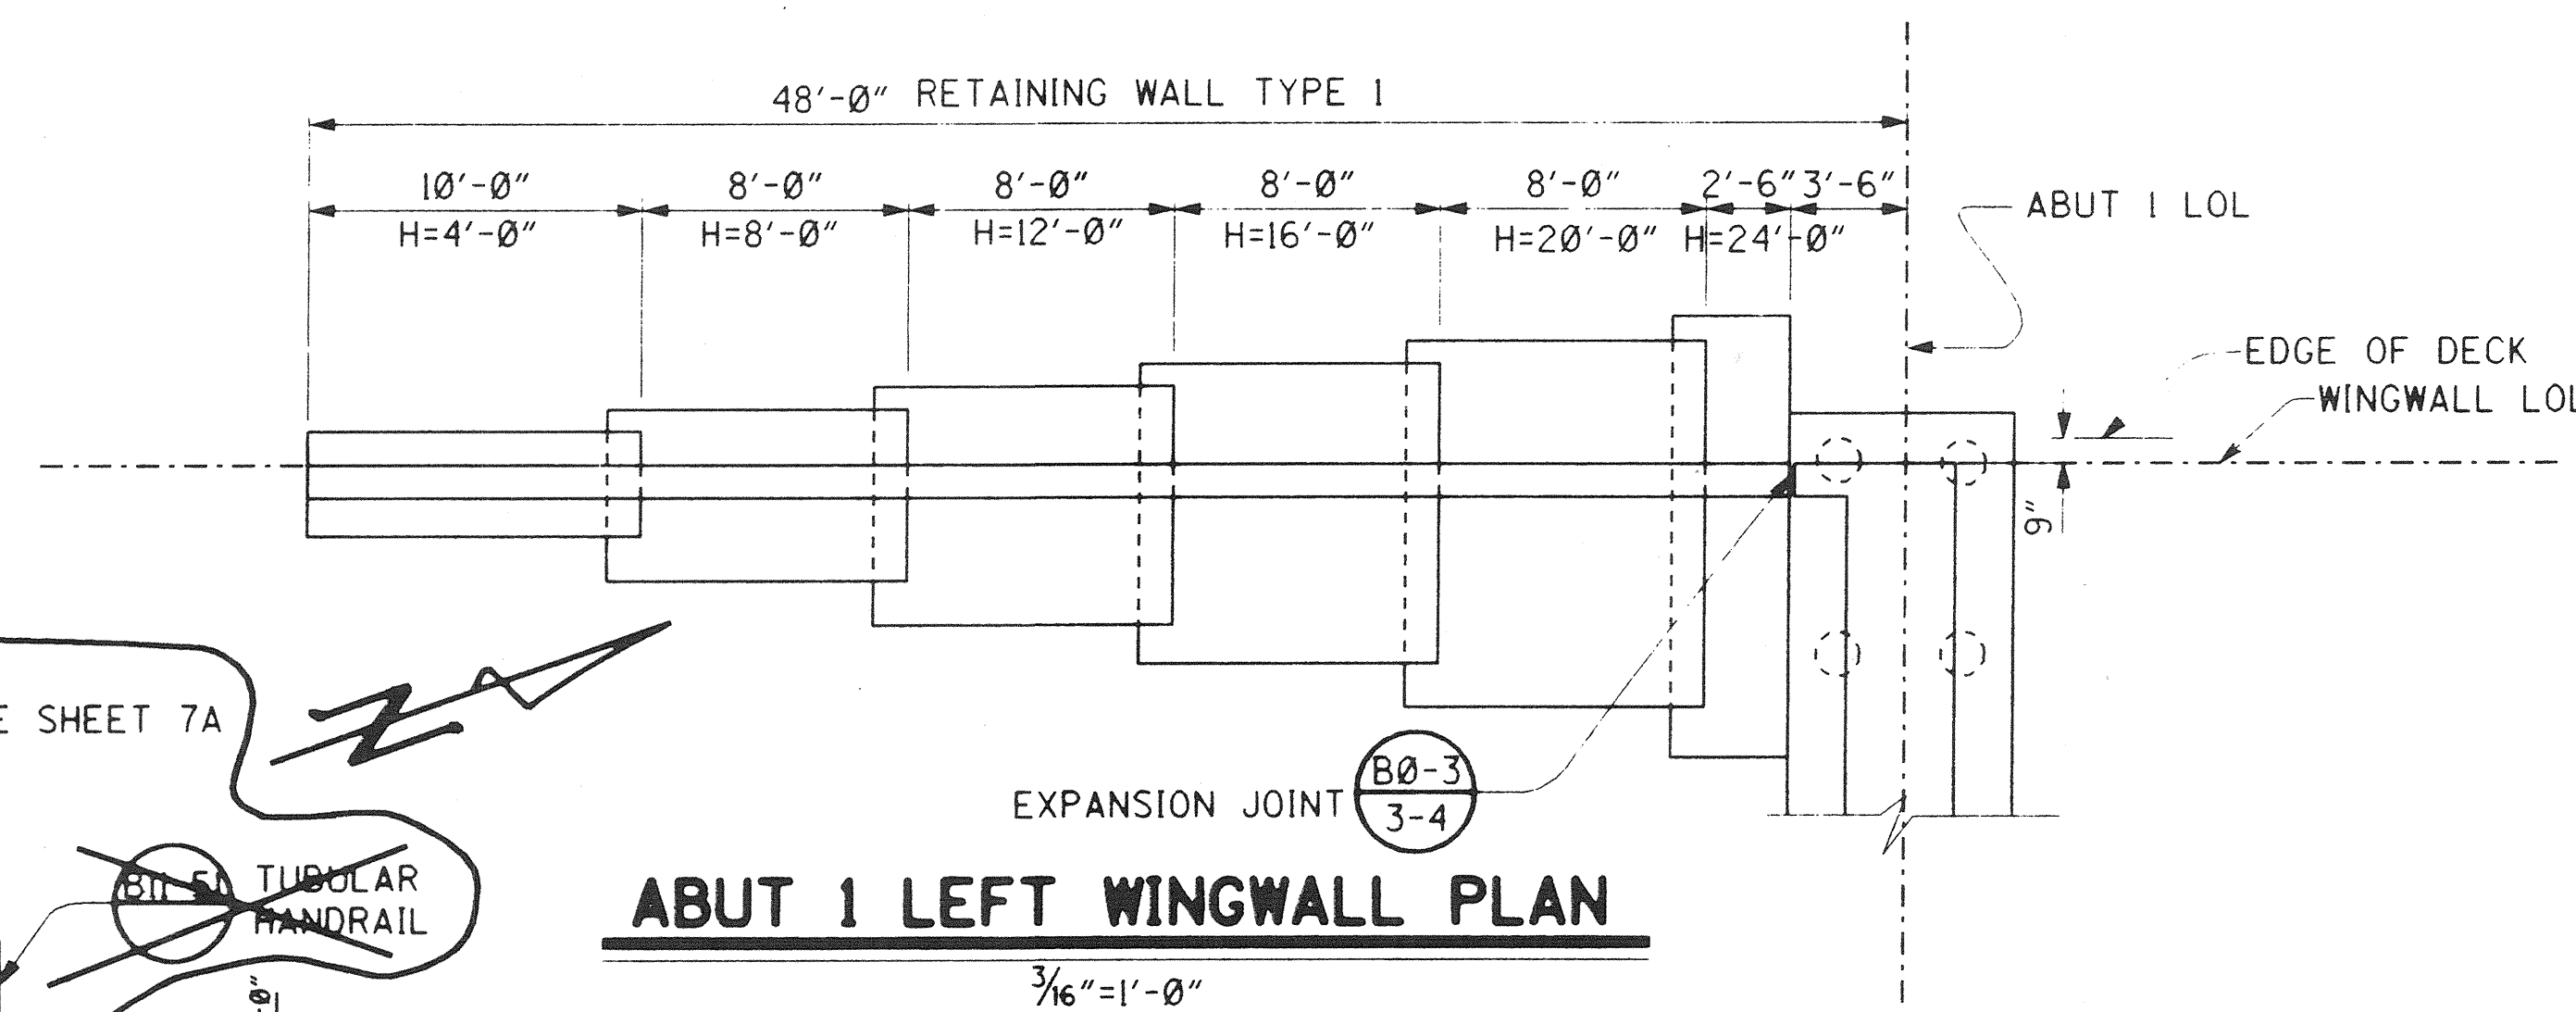 48'-0" RETAINING WALL TYPE 1
10'-0" 8'-0" 8'-0" 8'-0" 8'-0" 2'-6" 3'-6"
H=4'-0" H=8'-0" H=12'-0" H=16'-0" H=20'-0" H=24'-0"
ABUT 1 LOL
EDGE OF DECK
WINGWALL LOL
9"
SHEET 7A
B0-3
EXPANSION JOINT
3-4
TUBULAR
HANDRAIL
ABUT 1 LEFT WINGWALL PLAN
3/16"=1'-0"